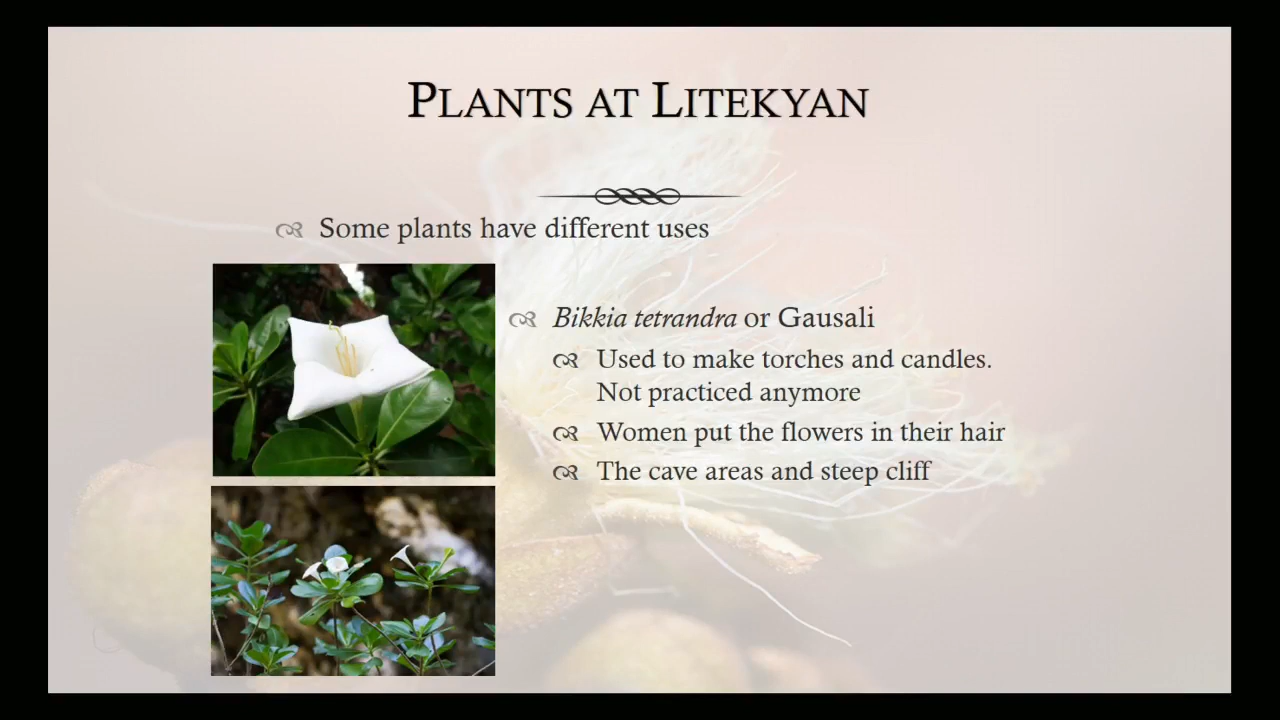 Plants at Litekyan
Some plants have different uses
Bikkia tetrandra or Gausali
Used to make torches and candles.
Not practiced anymore
Women put the flowers in their hair
The cave areas and steep cliff